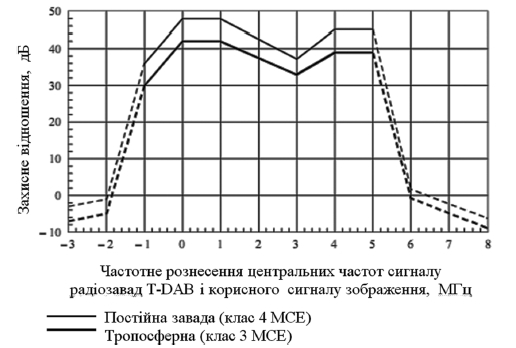 Захисне відношення, дБ
50
40
30
20
10
0
−10
−3 −2 −1 0 1 2 3 4 5 6 7 8
Частотне рознесення центральних частот сигналу
радіозавад T-DAB і корисного сигналу зображення, МГц
Постійна завада (клас 4 МСЕ)
Тропосферна (клас 3 МСЕ)